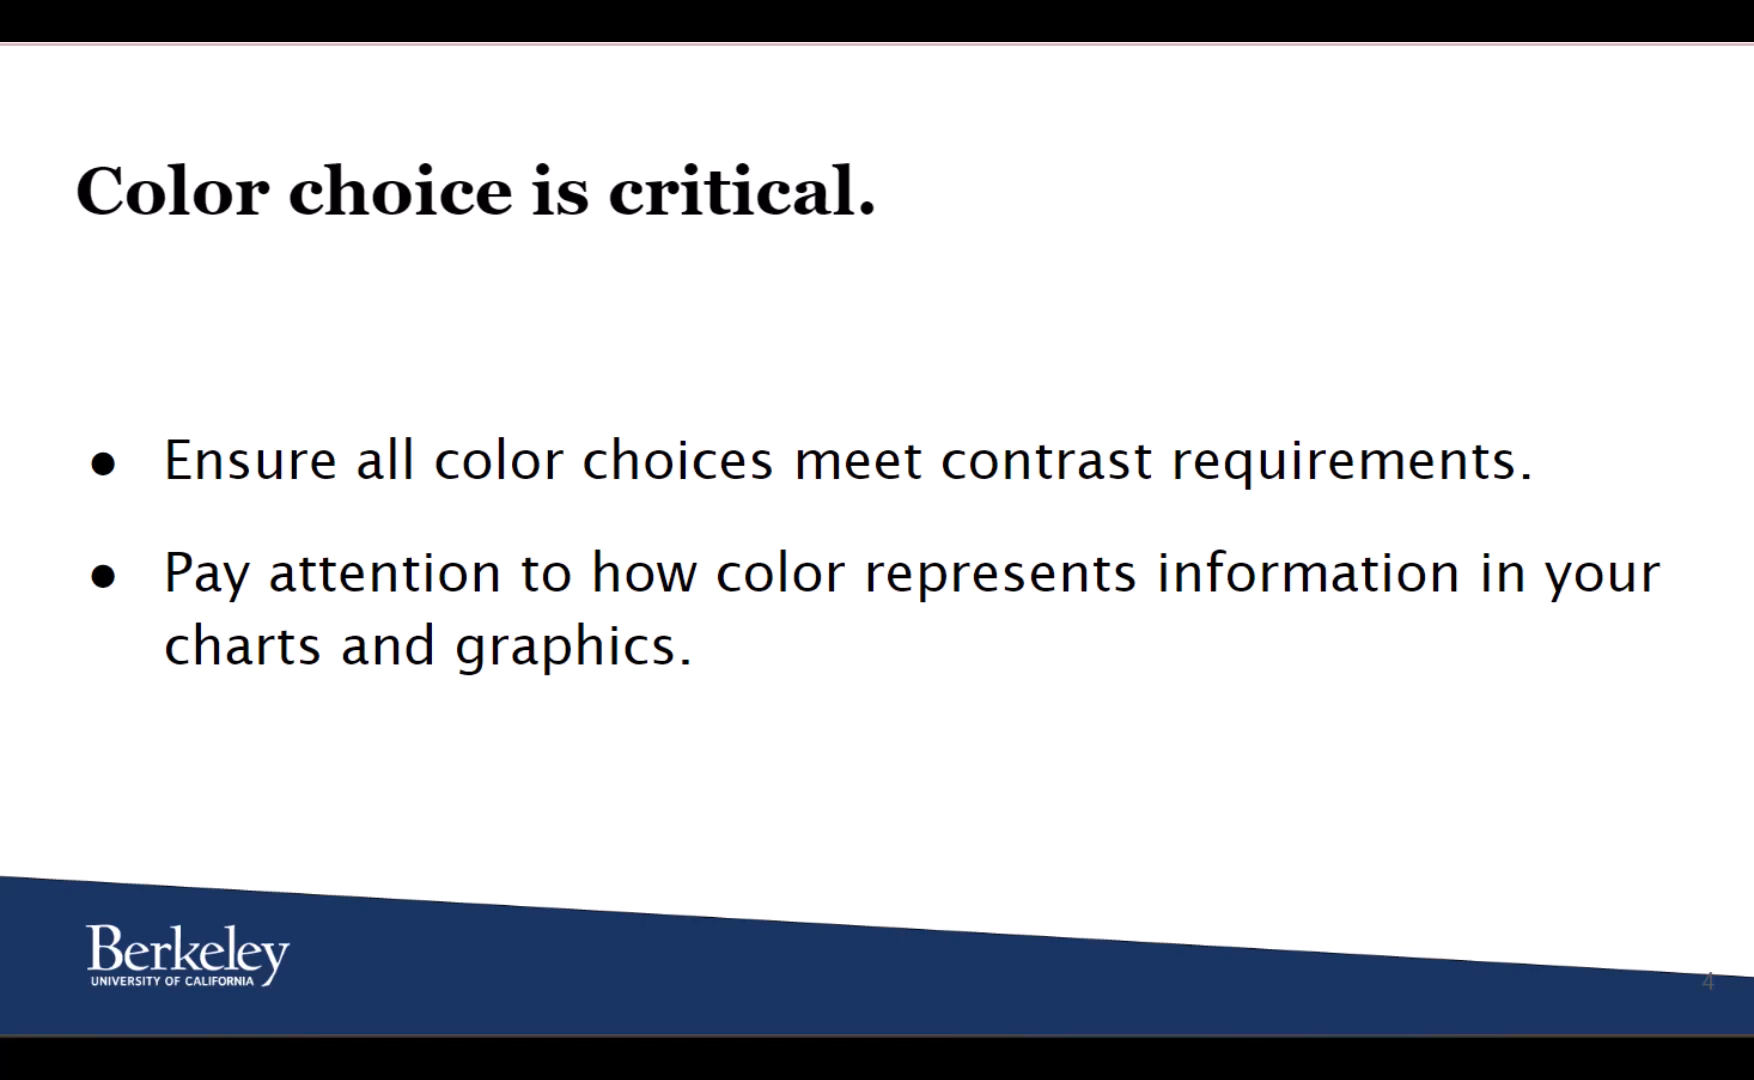 Color choice is critical.
● Ensure all color choices meet contrast requirements.
● Pay attention to how color represents information in your
charts and graphics.
Berkeley
UNIVERSITY OF CALIFORNIA
4